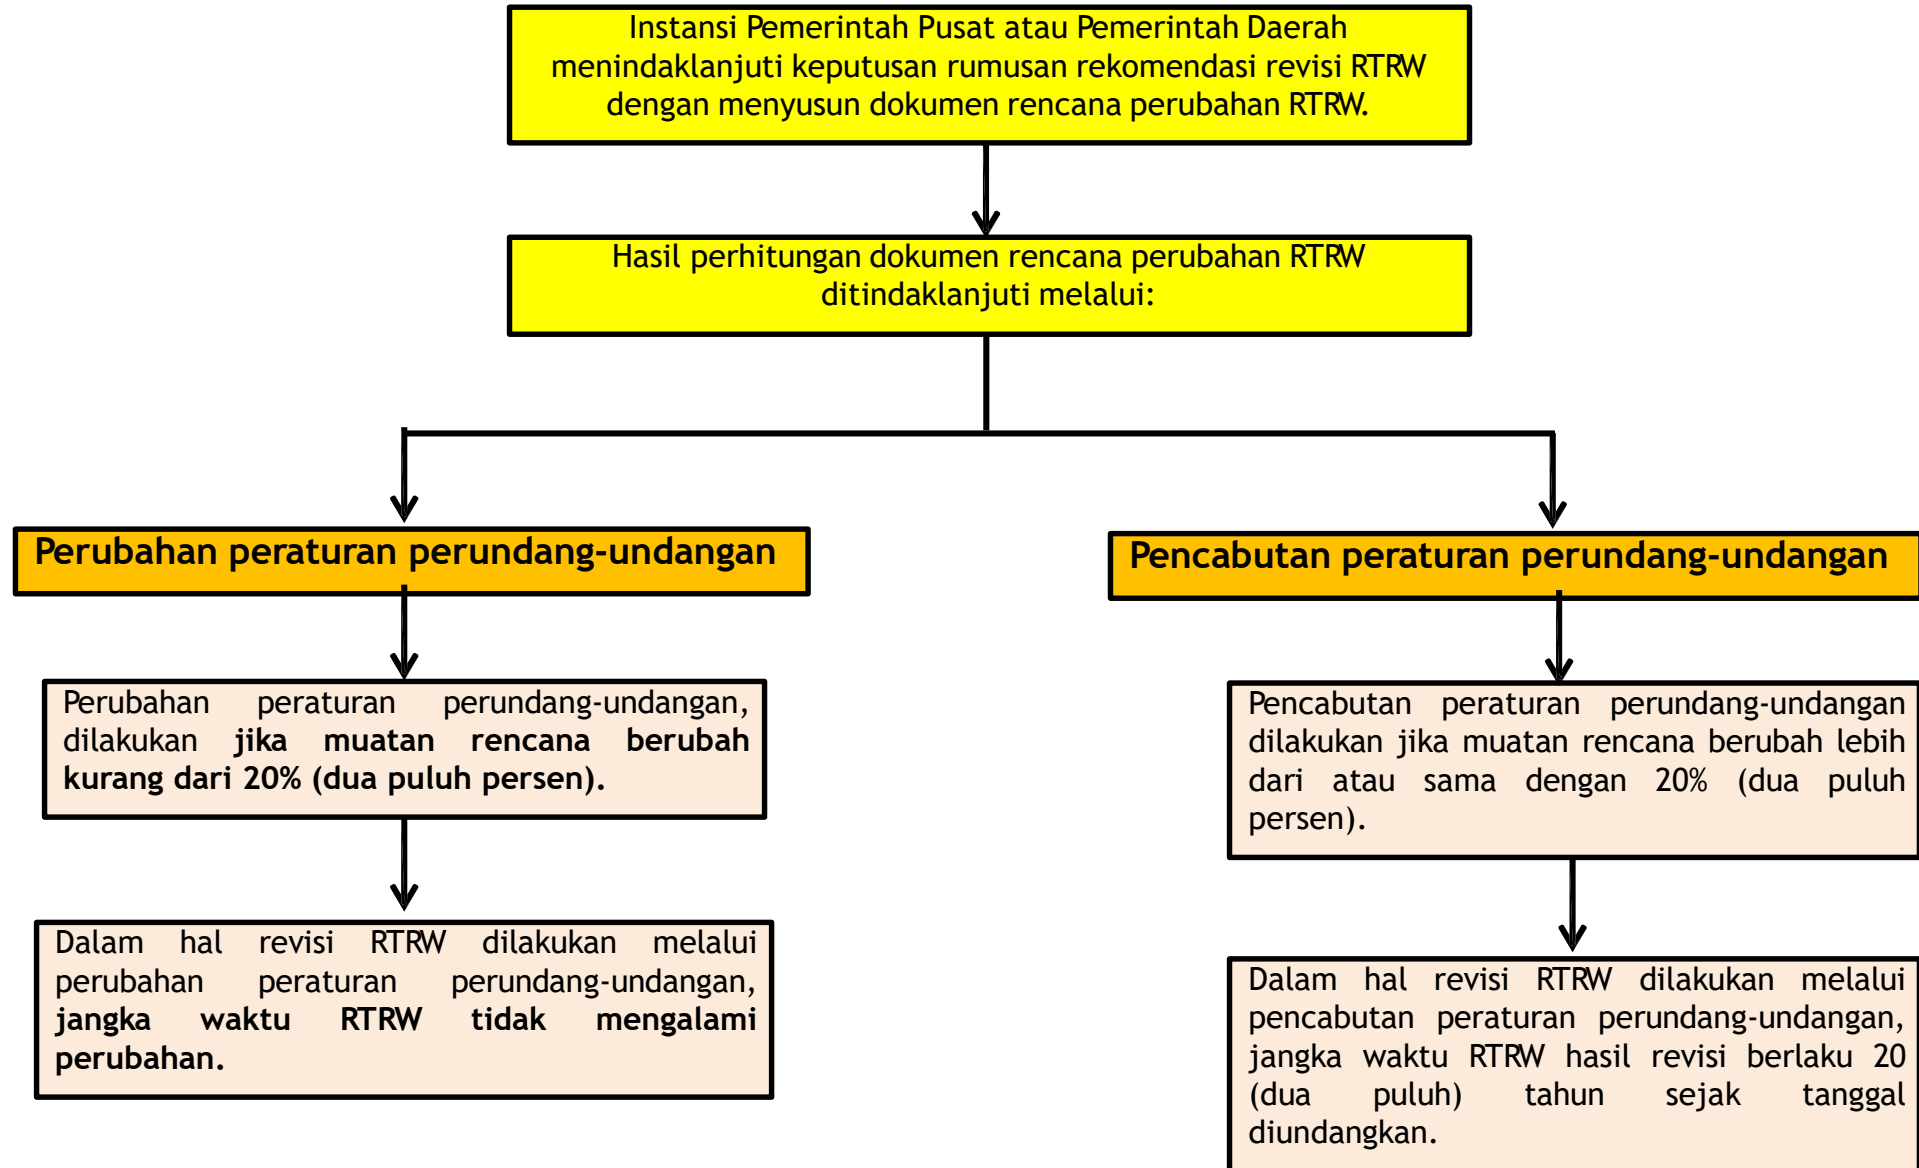 Instansi Pemerintah Pusat atau Pemerintah Daerah
menindaklanjuti keputusan rumusan rekomendasi revisi RTRW
dengan menyusun dokumen rencana perubahan RTRW.
Hasil perhitungan dokumen rencana perubahan RTRW
ditindaklanjuti melalui:
Perubahan peraturan perundang-undangan
Perubahan peraturan perundang-undangan,
dilakukan jika muatan rencana berubah
kurang dari 20% (dua puluh persen).
Dalam hal revisi RTRW dilakukan melalui
perubahan peraturan perundang-undangan,
jangka waktu RTRW tidak mengalami
perubahan.
Pencabutan peraturan perundang-undangan
Pencabutan peraturan perundang-undangan
dilakukan jika muatan rencana berubah lebih
dari atau sama dengan 20% (dua puluh
persen).
Dalam hal revisi RTRW dilakukan melalui
pencabutan peraturan perundang-undangan,
jangka waktu RTRW hasil revisi berlaku 20
(dua puluh) tahun sejak tanggal
diundangkan.